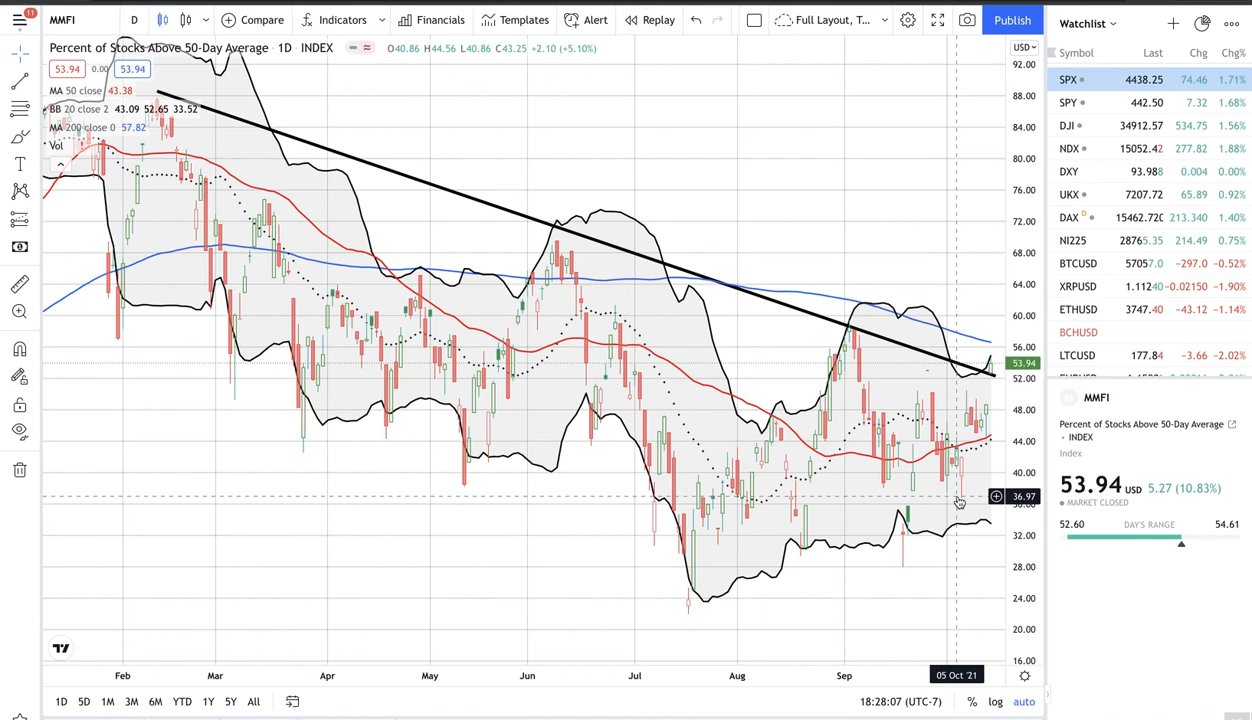 11
MMFI D Compare Indicators Financials Templates Alert Replay Full Layout, T... Publish
Percent of Stocks Above 50-Day Average · 1D · INDEX O40.86 H44.56 L40.86 C43.25 +2.10 (+5.10%)
53.94 0.00 53.94
MA 50 close 43.38
BB 20 close 2 43.09 52.65 33.52
MA 200 close 0 57.82
Vol
USD
92.00
88.00
84.00
80.00
76.00
72.00
68.00
64.00
60.00
56.00
53.94
52.00
48.00
44.00
40.00
36.97
36.00
32.00
28.00
24.00
20.00
16.00
Feb Mar Apr May Jun Jul Aug Sep 05 Oct '21
1D 5D 1M 3M 6M YTD 1Y 5Y All 18:28:07 (UTC-7) % log auto
Watchlist
Symbol Last Chg Chg%
SPX 4438.25 74.46 1.71%
SPY 442.50 7.32 1.68%
DJI 34912.57 534.75 1.56%
NDX 15052.42 277.82 1.88%
DXY 93.988 0.004 0.00%
UKX 7207.72 65.89 0.92%
DAX D 15462.72 213.340 1.40%
NI225 28765.35 214.49 0.75%
BTCUSD 57057.0 −297.0 −0.52%
XRPUSD 1.11240 −0.02150 −1.90%
ETHUSD 3747.40 −43.12 −1.14%
BCHUSD
LTCUSD 177.84 −3.66 −2.02%
MMFI
Percent of Stocks Above 50-Day Average
· INDEX
Index
53.94 USD 5.27 (10.83%)
MARKET CLOSED
52.60 DAY'S RANGE 54.61